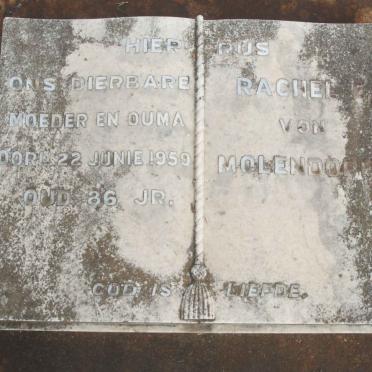 HIER RUS
ONS DIERBARE
MOEDER EN OUMA
OORL. 22 JUNIE 1959
OUD 86 JR.
RACHEL
VON
GOD IS LIEFDE.